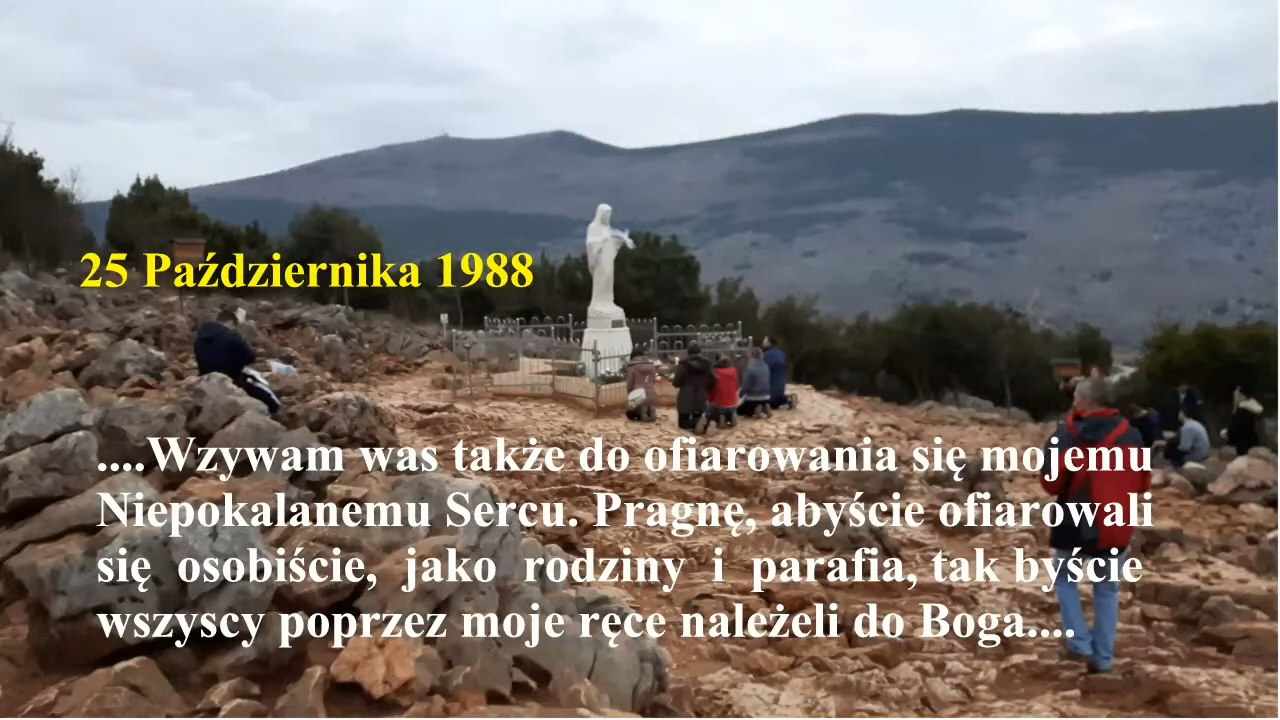 25 Października 1988
....Wzywam was także do ofiarowania się mojemu
Niepokalanemu Sercu. Pragnę, abyście ofiarowali
się osobiście, jako rodziny i parafia, tak byście
wszyscy poprzez moje ręce należeli do Boga....